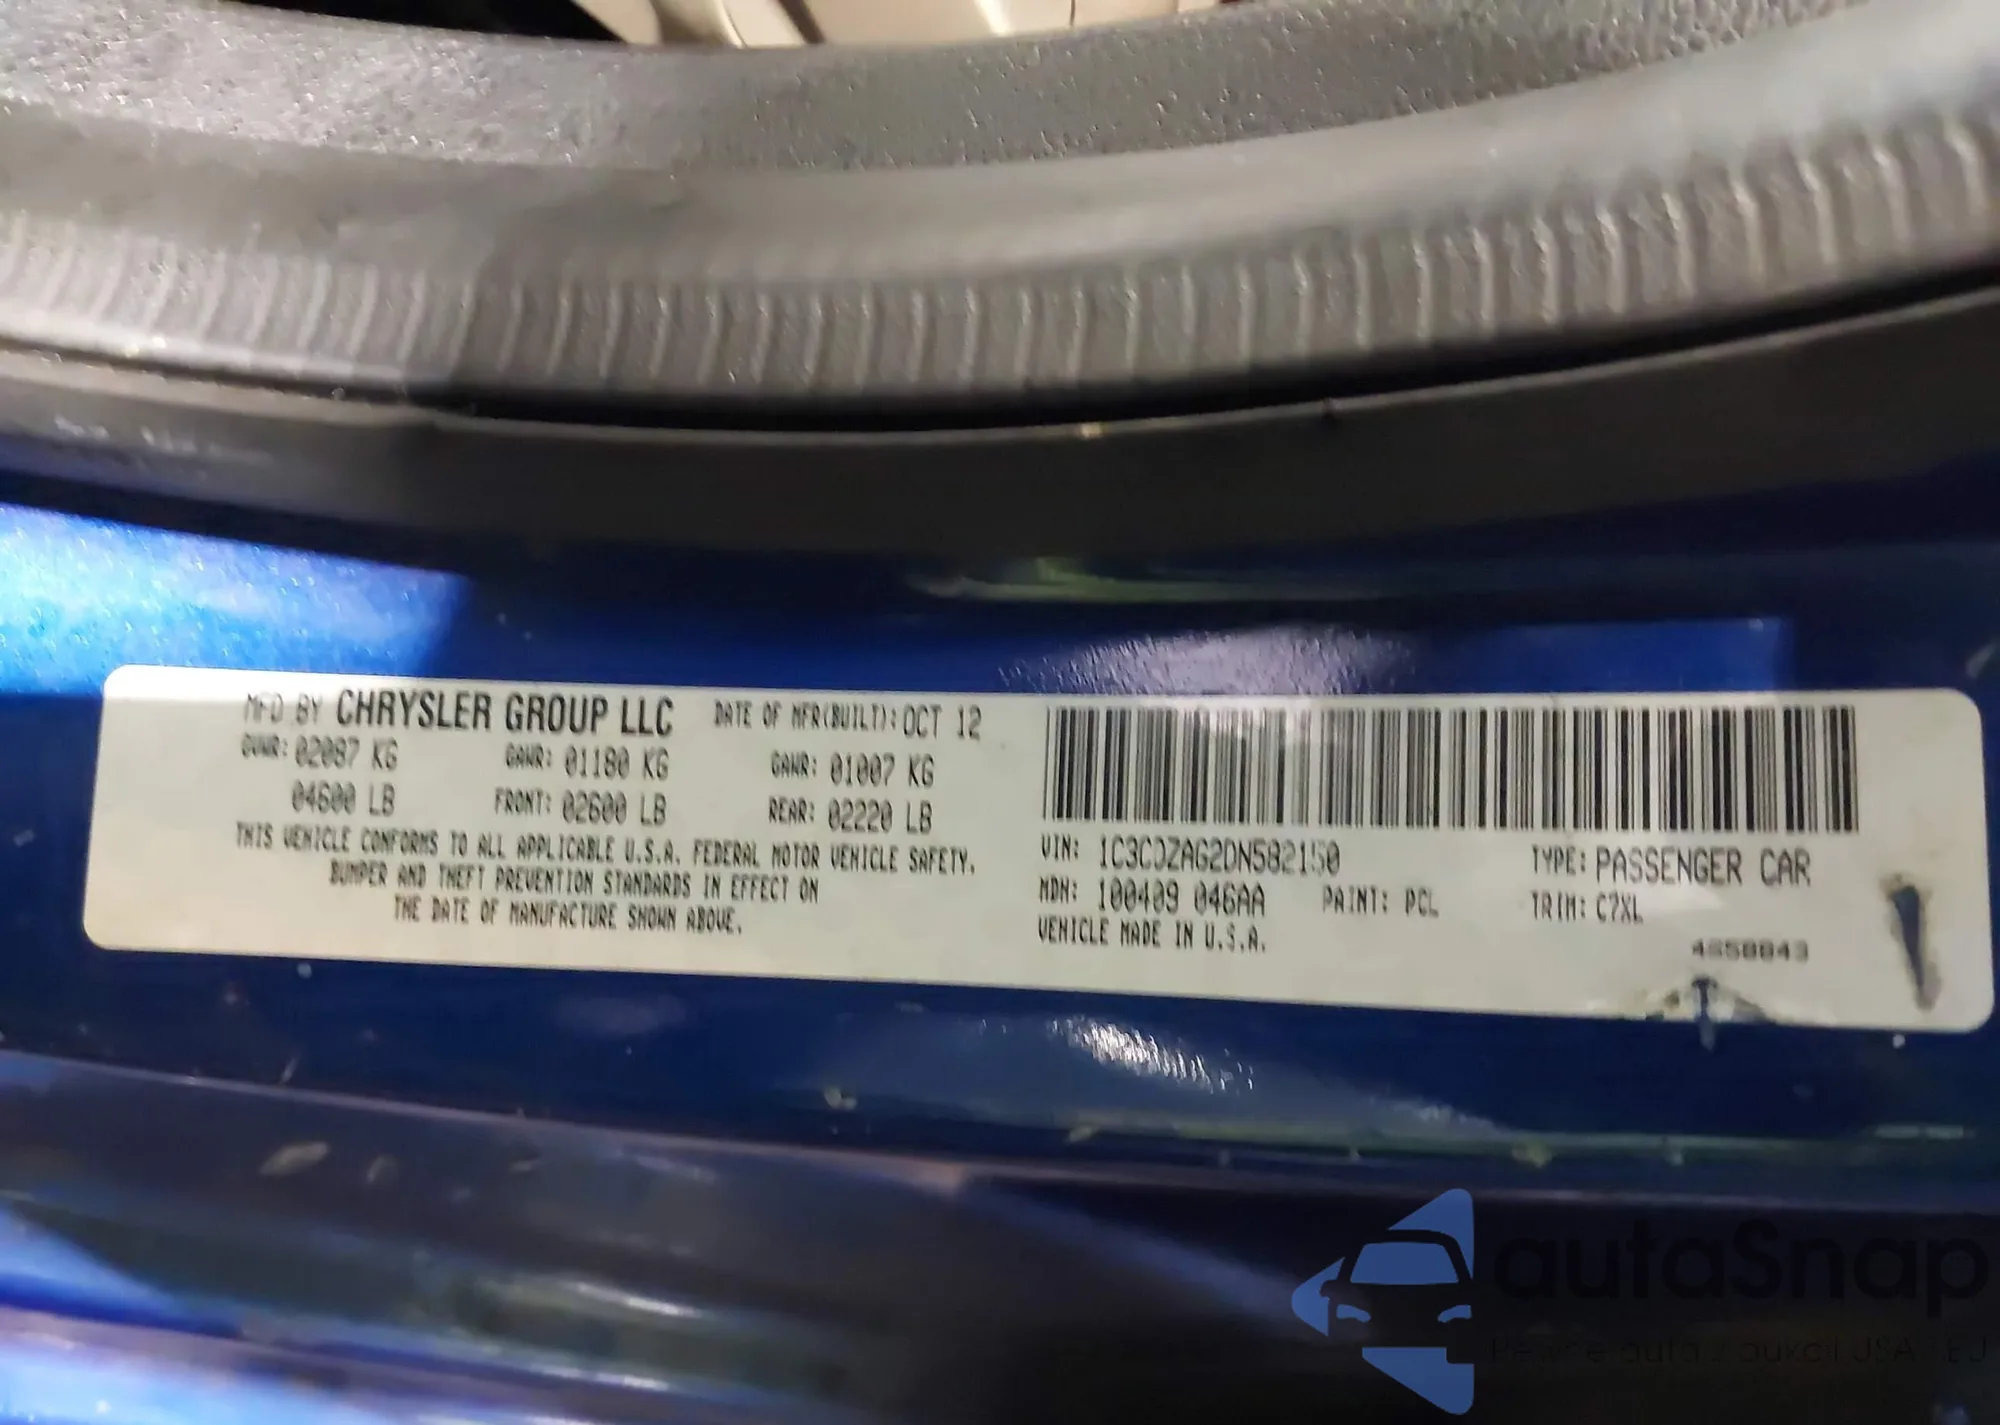 MFD BY CHRYSLER GROUP LLC DATE OF MFR(BUILT): OCT 12
GVWR: 02087 KG GAWR: 01180 KG GAWR: 01007 KG
04600 LB FRONT: 02600 LB REAR: 02220 LB
THIS VEHICLE CONFORMS TO ALL APPLICABLE U.S.A. FEDERAL MOTOR VEHICLE SAFETY,
BUMPER AND THEFT PREVENTION STANDARDS IN EFFECT ON
THE DATE OF MANUFACTURE SHOWN ABOVE.
VIN: 1C3CDZAG2DN582150 TYPE: PASSENGER CAR
MDH: 100409 046AA PAINT: PCL TRIM: C7XL
VEHICLE MADE IN U.S.A.
4658843
autaSnap